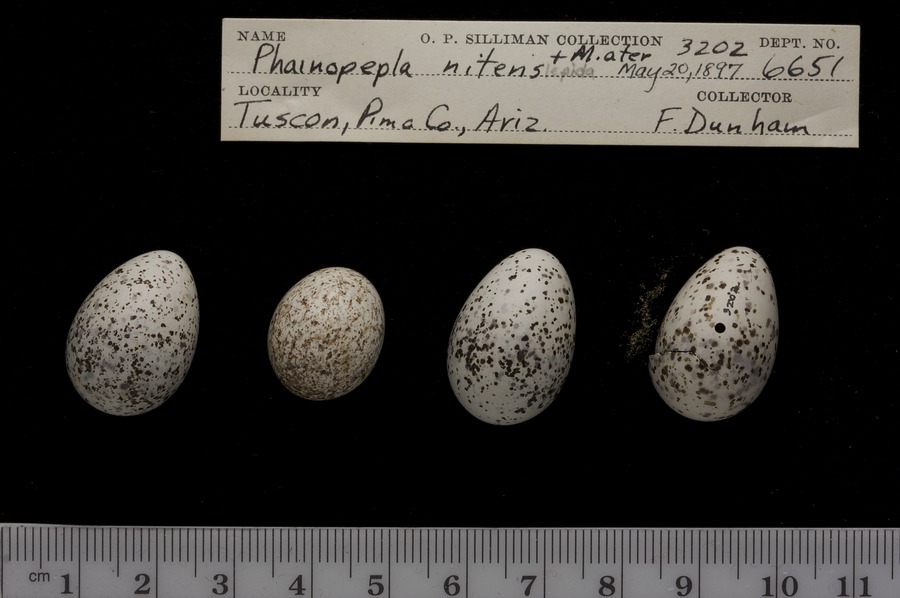 NAME O. P. SILLIMAN COLLECTION 3202 DEPT. NO.
Phainopepla nitens + M. ater May 20, 1897 6651
LOCALITY COLLECTOR
Tuscon, Pima Co., Ariz. F. Dunham
3202
cm 1 2 3 4 5 6 7 8 9 10 11